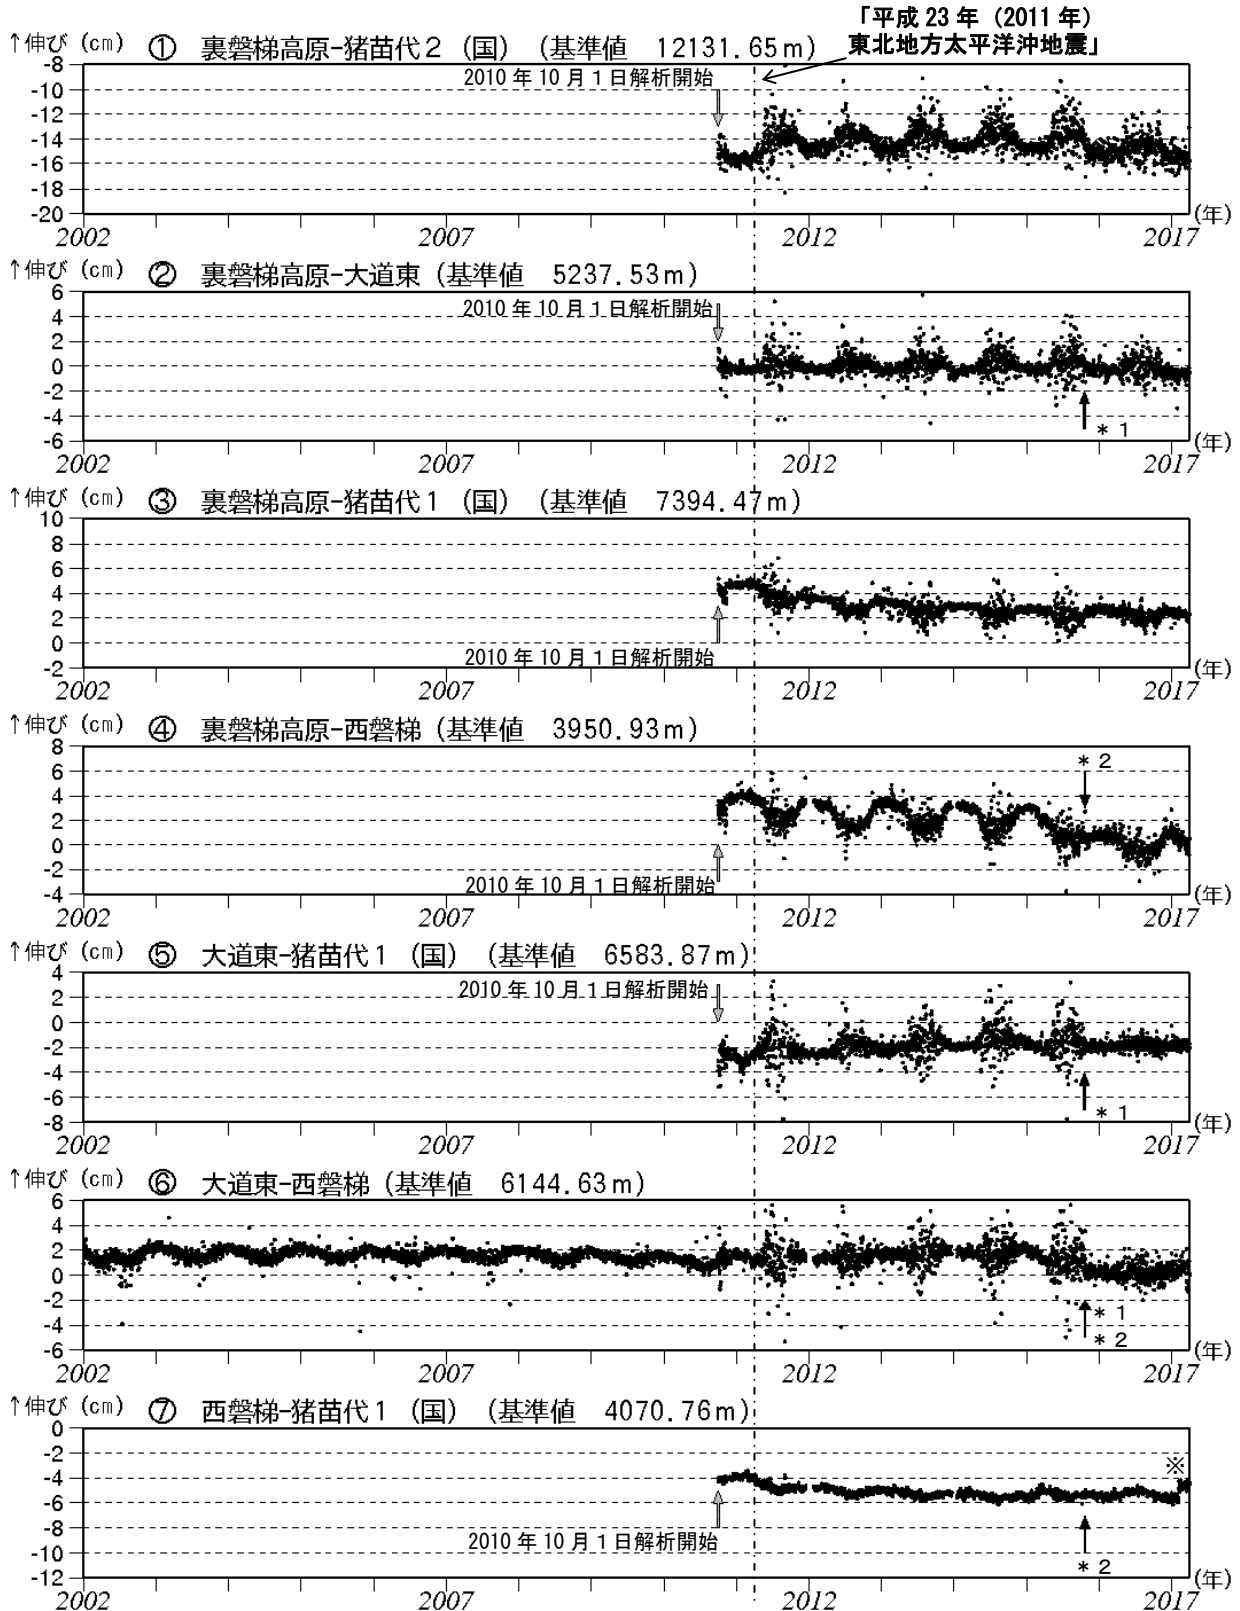 「平成 23 年（2011 年）
東北地方太平洋沖地震」
↑伸び (cm) ① 裏磐梯高原-猪苗代２（国）（基準値 12131.65m）
2010 年 10 月 1 日解析開始
-8
-10
-12
-14
-16
-18
-20
2002 2007 2012 2017 (年)
↑伸び (cm) ② 裏磐梯高原-大道東（基準値 5237.53m）
2010 年 10 月 1 日解析開始
6
4
2
0
-2
-4
-6
＊１
2002 2007 2012 2017 (年)
↑伸び (cm) ③ 裏磐梯高原-猪苗代１（国）（基準値 7394.47m）
10
8
6
4
2
0
-2
2010 年 10 月 1 日解析開始
2002 2007 2012 2017 (年)
↑伸び (cm) ④ 裏磐梯高原-西磐梯（基準値 3950.93m）
8
6
4
2
0
-2
-4
＊２
2010 年 10 月 1 日解析開始
2002 2007 2012 2017 (年)
↑伸び (cm) ⑤ 大道東-猪苗代１（国）（基準値 6583.87m）
2010 年 10 月 1 日解析開始
4
2
0
-2
-4
-6
-8
＊１
2002 2007 2012 2017 (年)
↑伸び (cm) ⑥ 大道東-西磐梯（基準値 6144.63m）
6
4
2
0
-2
-4
-6
＊１
＊２
2002 2007 2012 2017 (年)
↑伸び (cm) ⑦ 西磐梯-猪苗代１（国）（基準値 4070.76m）
0
-2
-4
-6
-8
-10
-12
※
2010 年 10 月 1 日解析開始
＊２
2002 2007 2012 2017 (年)